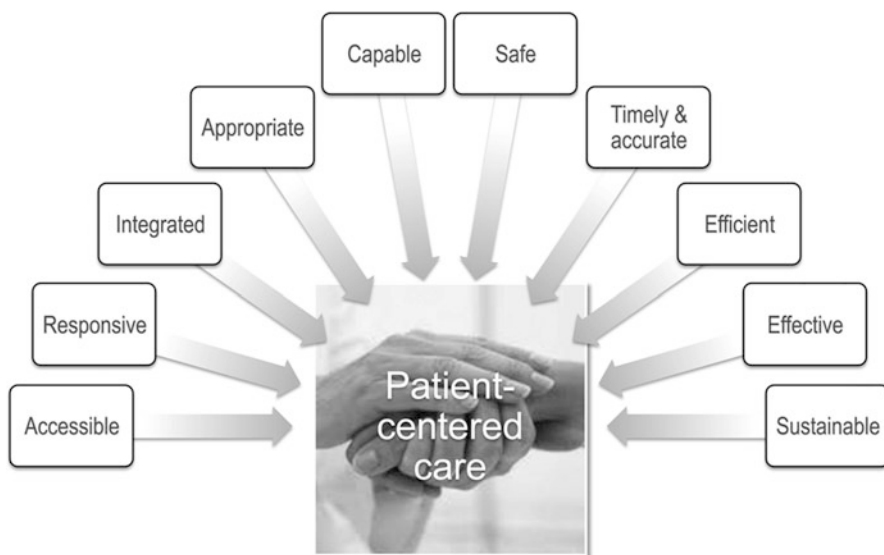 Capable
Safe
Appropriate
Timely &
accurate
Integrated
Efficient
Responsive
Effective
Accessible
Sustainable
Patient-
centered
care